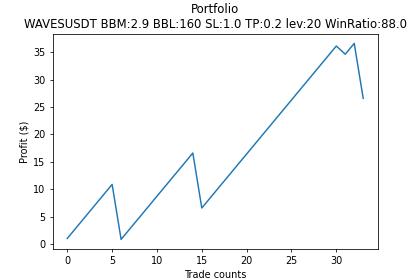 Portfolio
WAVESUSDT BBM:2.9 BBL:160 SL:1.0 TP:0.2 lev:20 WinRatio:88.0
Profit ($)
35
30
25
20
15
10
5
0
0 5 10 15 20 25 30
Trade counts